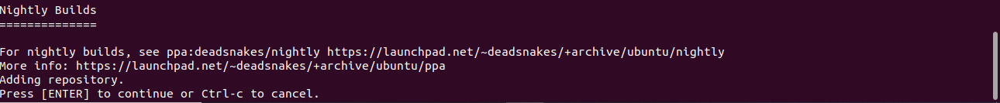 Nightly Builds
==============
For nightly builds, see ppa:deadsnakes/nightly https://launchpad.net/~deadsnakes/+archive/ubuntu/nightly
More info: https://launchpad.net/~deadsnakes/+archive/ubuntu/ppa
Adding repository.
Press [ENTER] to continue or Ctrl-c to cancel.